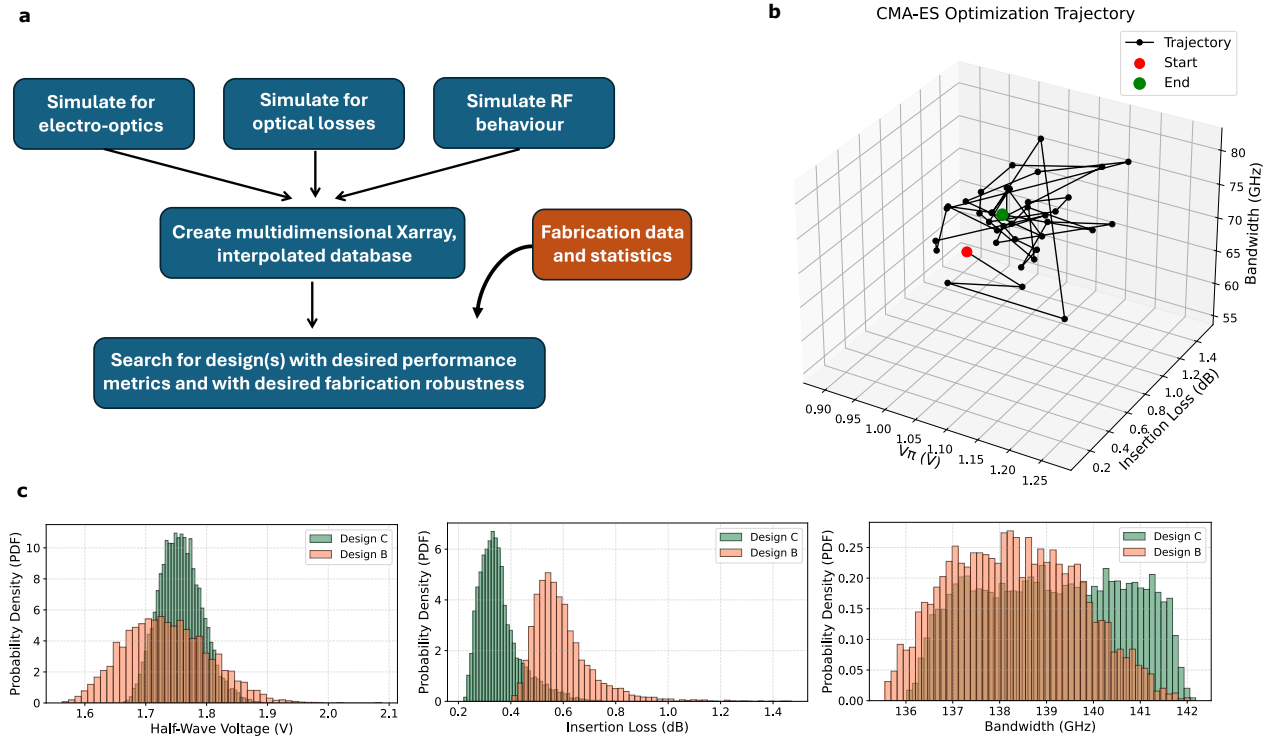 a
Simulate for
electro-optics
Simulate for
optical losses
Simulate RF
behaviour
Create multidimensional Xarray,
interpolated database
Fabrication data
and statistics
Search for design(s) with desired performance
metrics and with desired fabrication robustness
b
CMA-ES Optimization Trajectory
Trajectory
Start
End
80
75
70
65
60
55
Bandwidth (GHz)
0.90
0.95
1.00
1.05
1.10
1.15
1.20
1.25
Vπ (V)
0.2
0.4
0.6
0.8
1.0
1.2
1.4
Insertion Loss (dB)
c
Probability Density (PDF)
10
8
6
4
2
0
Design C
Design B
1.6 1.7 1.8 1.9 2.0 2.1
Half-Wave Voltage (V)
Probability Density (PDF)
6
4
2
0
Design C
Design B
0.2 0.4 0.6 0.8 1.0 1.2 1.4
Insertion Loss (dB)
Probability Density (PDF)
0.25
0.20
0.15
0.10
0.05
0.00
Design C
Design B
136 137 138 139 140 141 142
Bandwidth (GHz)